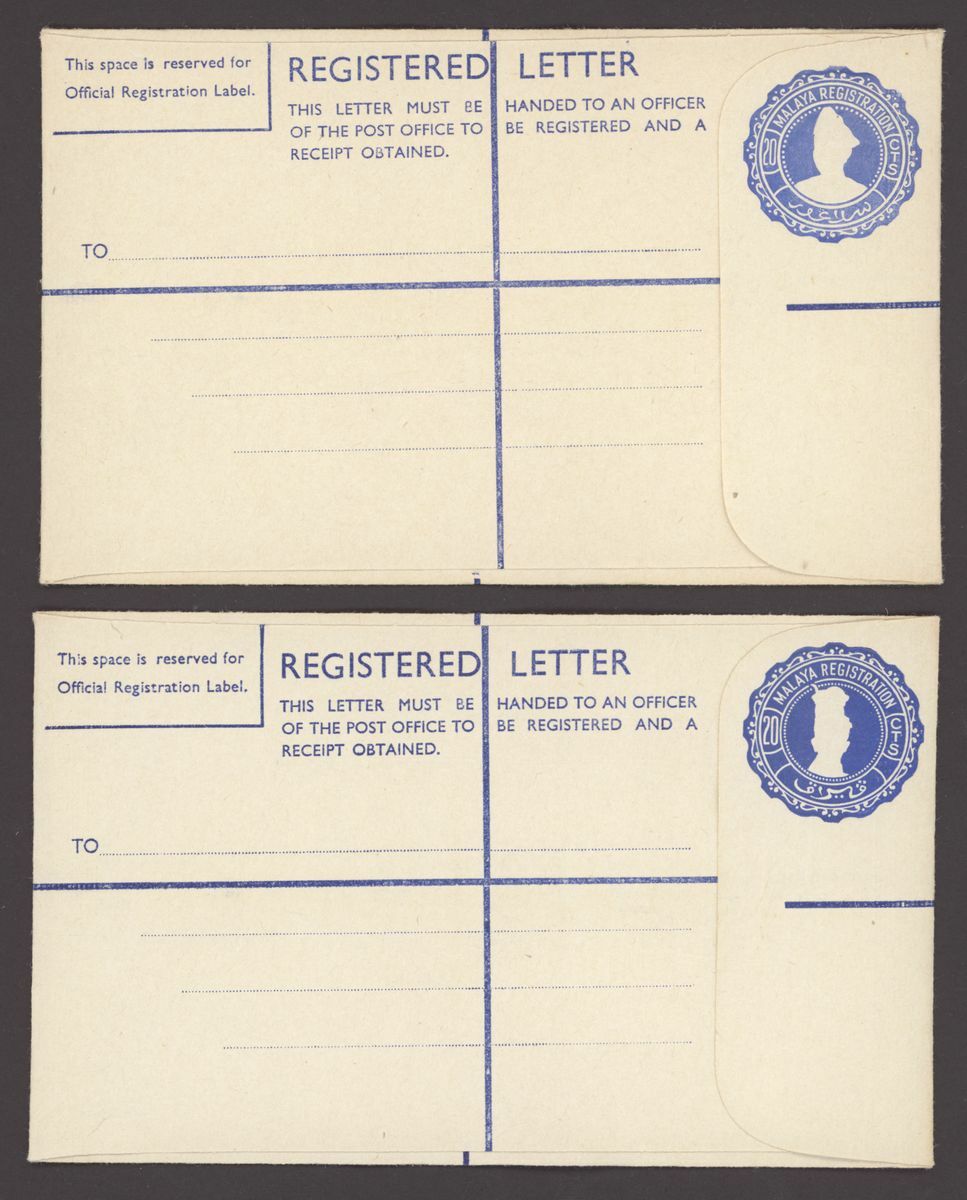 This space is reserved for
Official Registration Label.
REGISTERED LETTER
THIS LETTER MUST BE HANDED TO AN OFFICER
OF THE POST OFFICE TO BE REGISTERED AND A
RECEIPT OBTAINED.
TO
MALAYA REGISTRATION
20
CTS
سلاغور
This space is reserved for
Official Registration Label.
REGISTERED LETTER
THIS LETTER MUST BE HANDED TO AN OFFICER
OF THE POST OFFICE TO BE REGISTERED AND A
RECEIPT OBTAINED.
TO
MALAYA REGISTRATION
20
CTS
فيرق